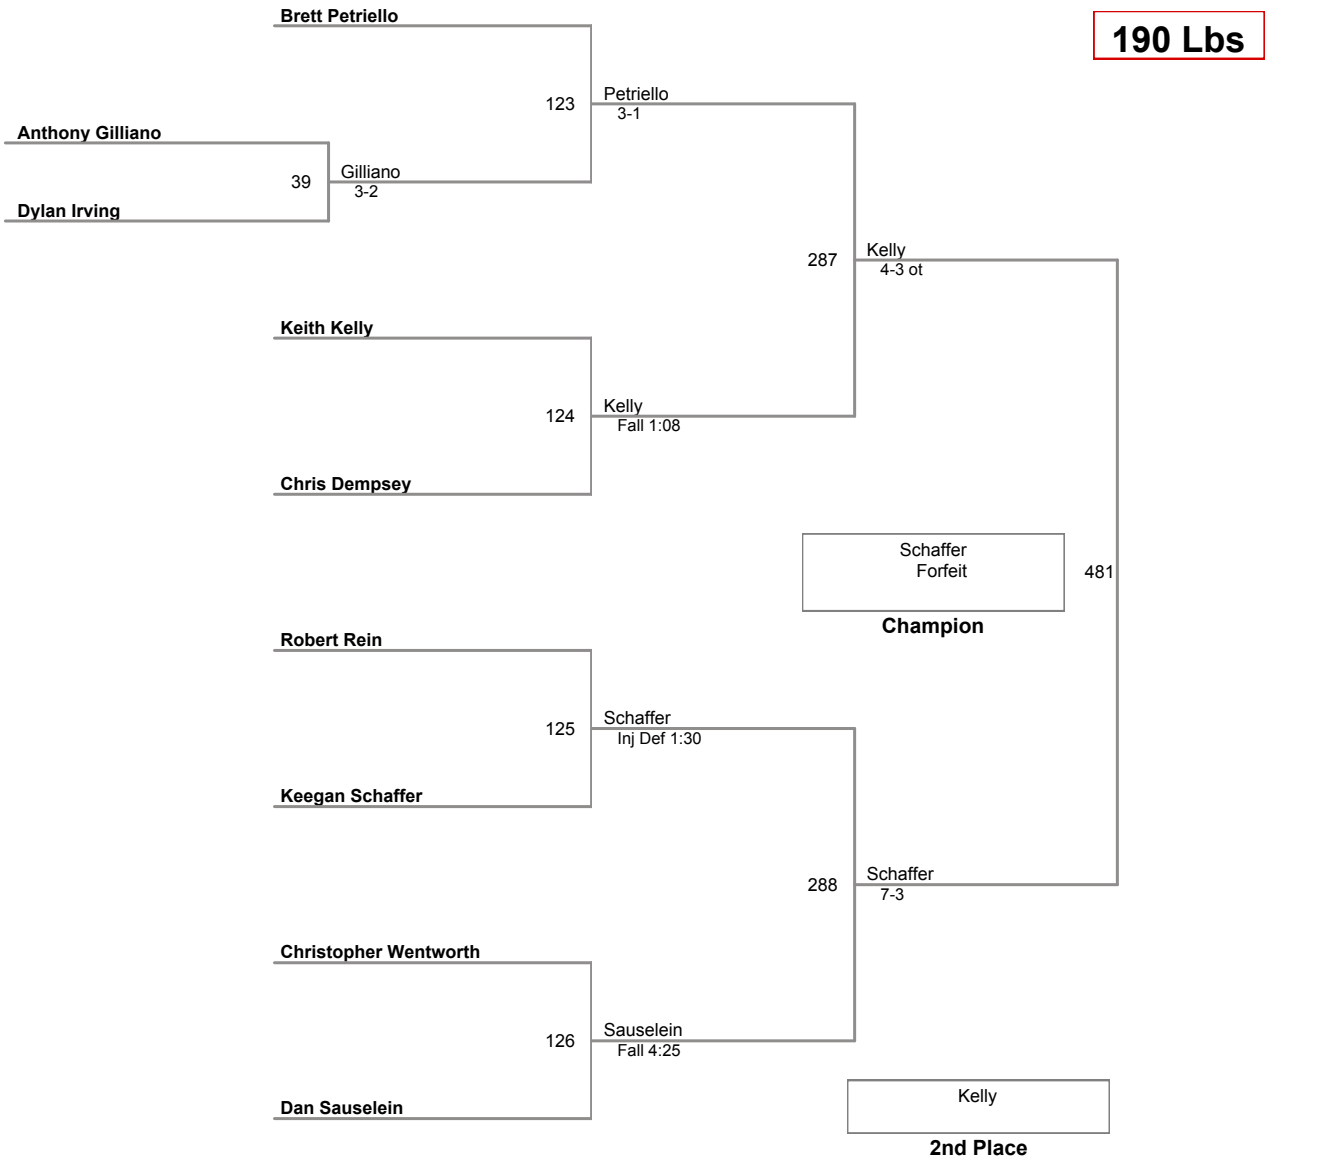 Brett Petriello
190 Lbs
123
Petriello
3-1
Anthony Gilliano
39
Gilliano
3-2
Dylan Irving
287
Kelly
4-3 ot
Keith Kelly
124
Kelly
Fall 1:08
Chris Dempsey
Schaffer
Forfeit
481
Champion
Robert Rein
125
Schaffer
Inj Def 1:30
Keegan Schaffer
288
Schaffer
7-3
Christopher Wentworth
126
Sauselein
Fall 4:25
Dan Sauselein
Kelly
2nd Place